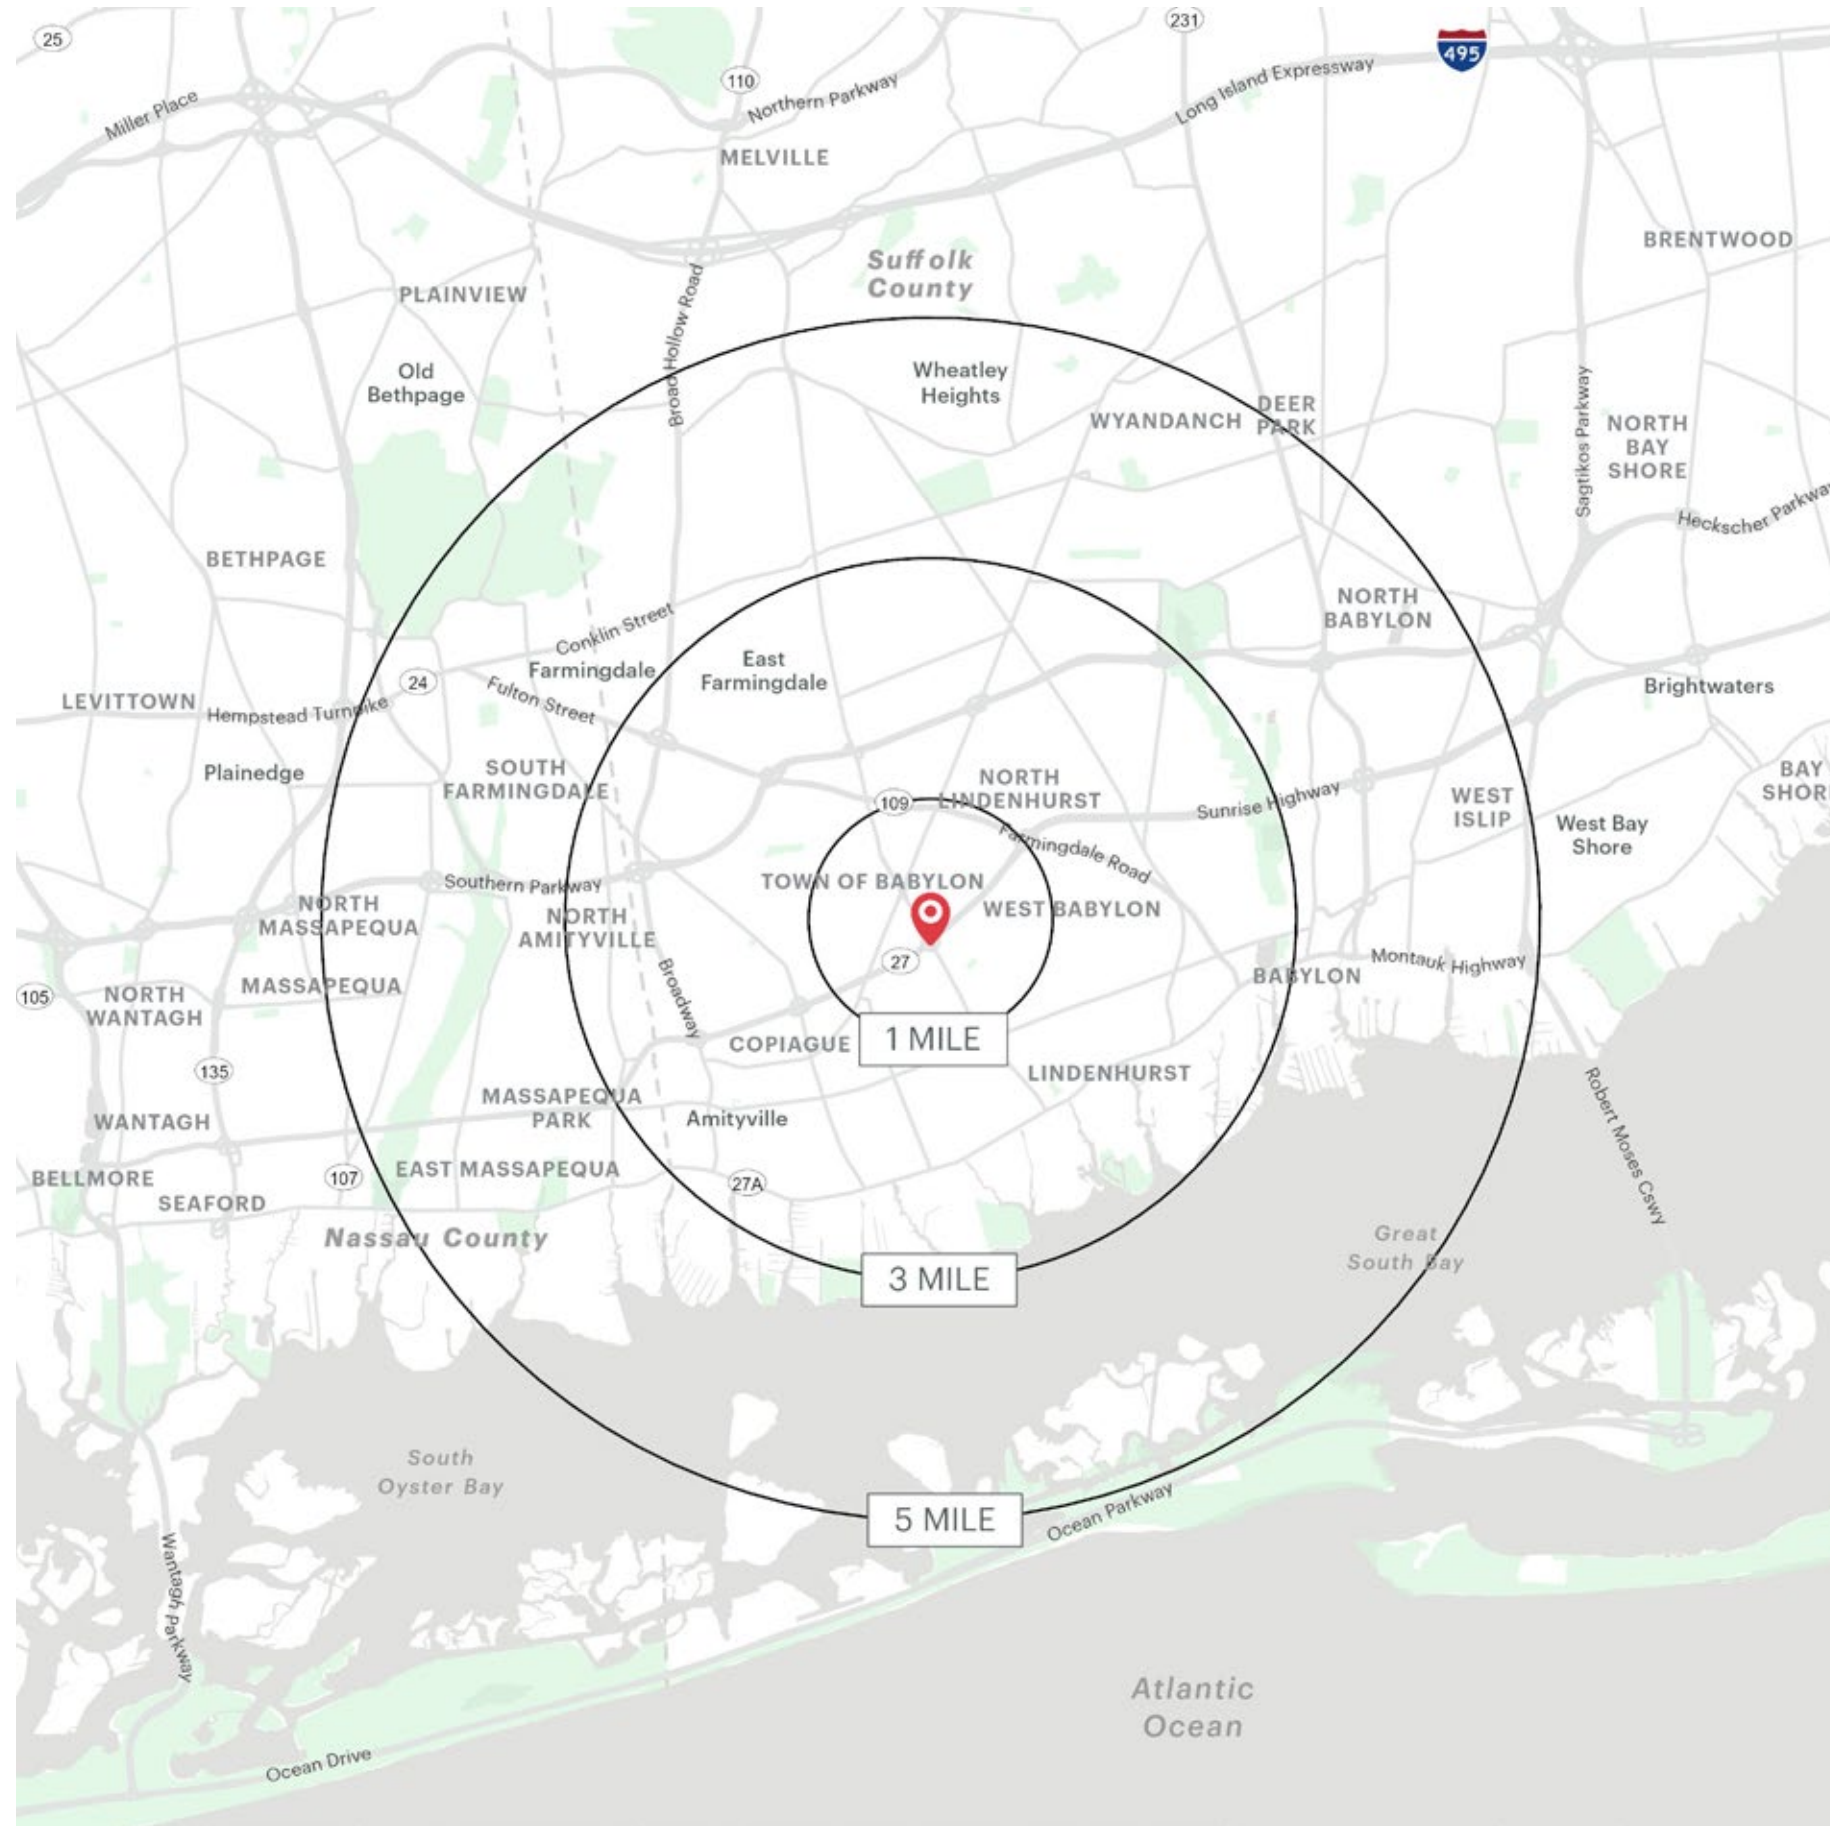 25
231
495
110
Miller Place
Northern Parkway
Long Island Expressway
MELVILLE
BRENTWOOD
Suffolk
County
PLAINVIEW
Broad Hollow Road
Old
Bethpage
Wheatley
Heights
WYANDANCH
DEER
PARK
Sagtikos Parkway
NORTH
BAY
SHORE
Heckscher Parkway
BETHPAGE
NORTH
BABYLON
Conklin Street
Farmingdale
East
Farmingdale
24
Fulton Street
LEVITTOWN
Hempstead Turnpike
Brightwaters
Plainedge
SOUTH
FARMINGDALE
NORTH
LINDENHURST
109
Sunrise Highway
WEST
ISLIP
BAY
SHOR
West Bay
Shore
Farmingdale Road
Southern Parkway
TOWN OF BABYLON
NORTH
MASSAPEQUA
NORTH
AMITYVILLE
WEST BABYLON
27
Montauk Highway
BABYLON
MASSAPEQUA
105
NORTH
WANTAGH
Broadway
COPIAGUE
1 MILE
135
LINDENHURST
MASSAPEQUA
PARK
Amityville
WANTAGH
Robert Moses Cswy
BELLMORE
107
EAST MASSAPEQUA
27A
SEAFORD
Nassau County
Great
South Bay
3 MILE
South
Oyster Bay
5 MILE
Ocean Parkway
Wantagh Parkway
Atlantic
Ocean
Ocean Drive